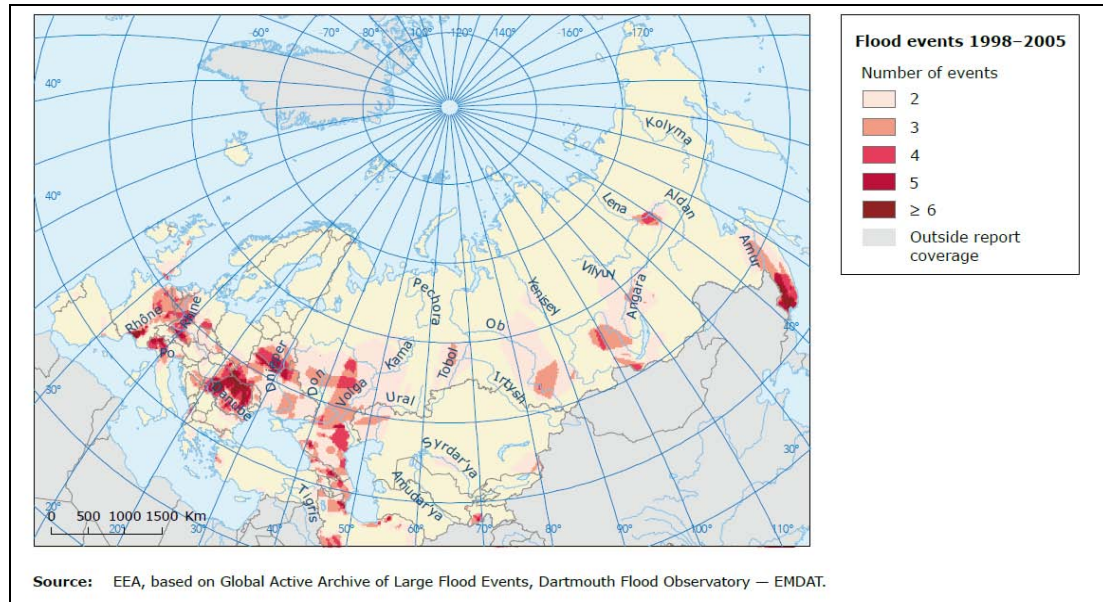 -60°
-80°
-100°
-120°
-140°
-160°
-170°
40°
40°
30°
20°
Kolyma
Aldan
Lena
Amur
Vilyuy
Angara
Yenisey
Pechora
Ob
Kama
Tobol
Irtysh
Ural
Volga
Don
Dnieper
Danube
Rhône
Rhine
Po
Syrdar'ya
Amudar'ya
Tigris
40°
30°
0 500 1000 1500 Km
20°
30°
40°
50°
60°
70°
80°
90°
100°
110°
Flood events 1998–2005
Number of events
2
3
4
5
≥ 6
Outside report
coverage
Source: EEA, based on Global Active Archive of Large Flood Events, Dartmouth Flood Observatory — EMDAT.